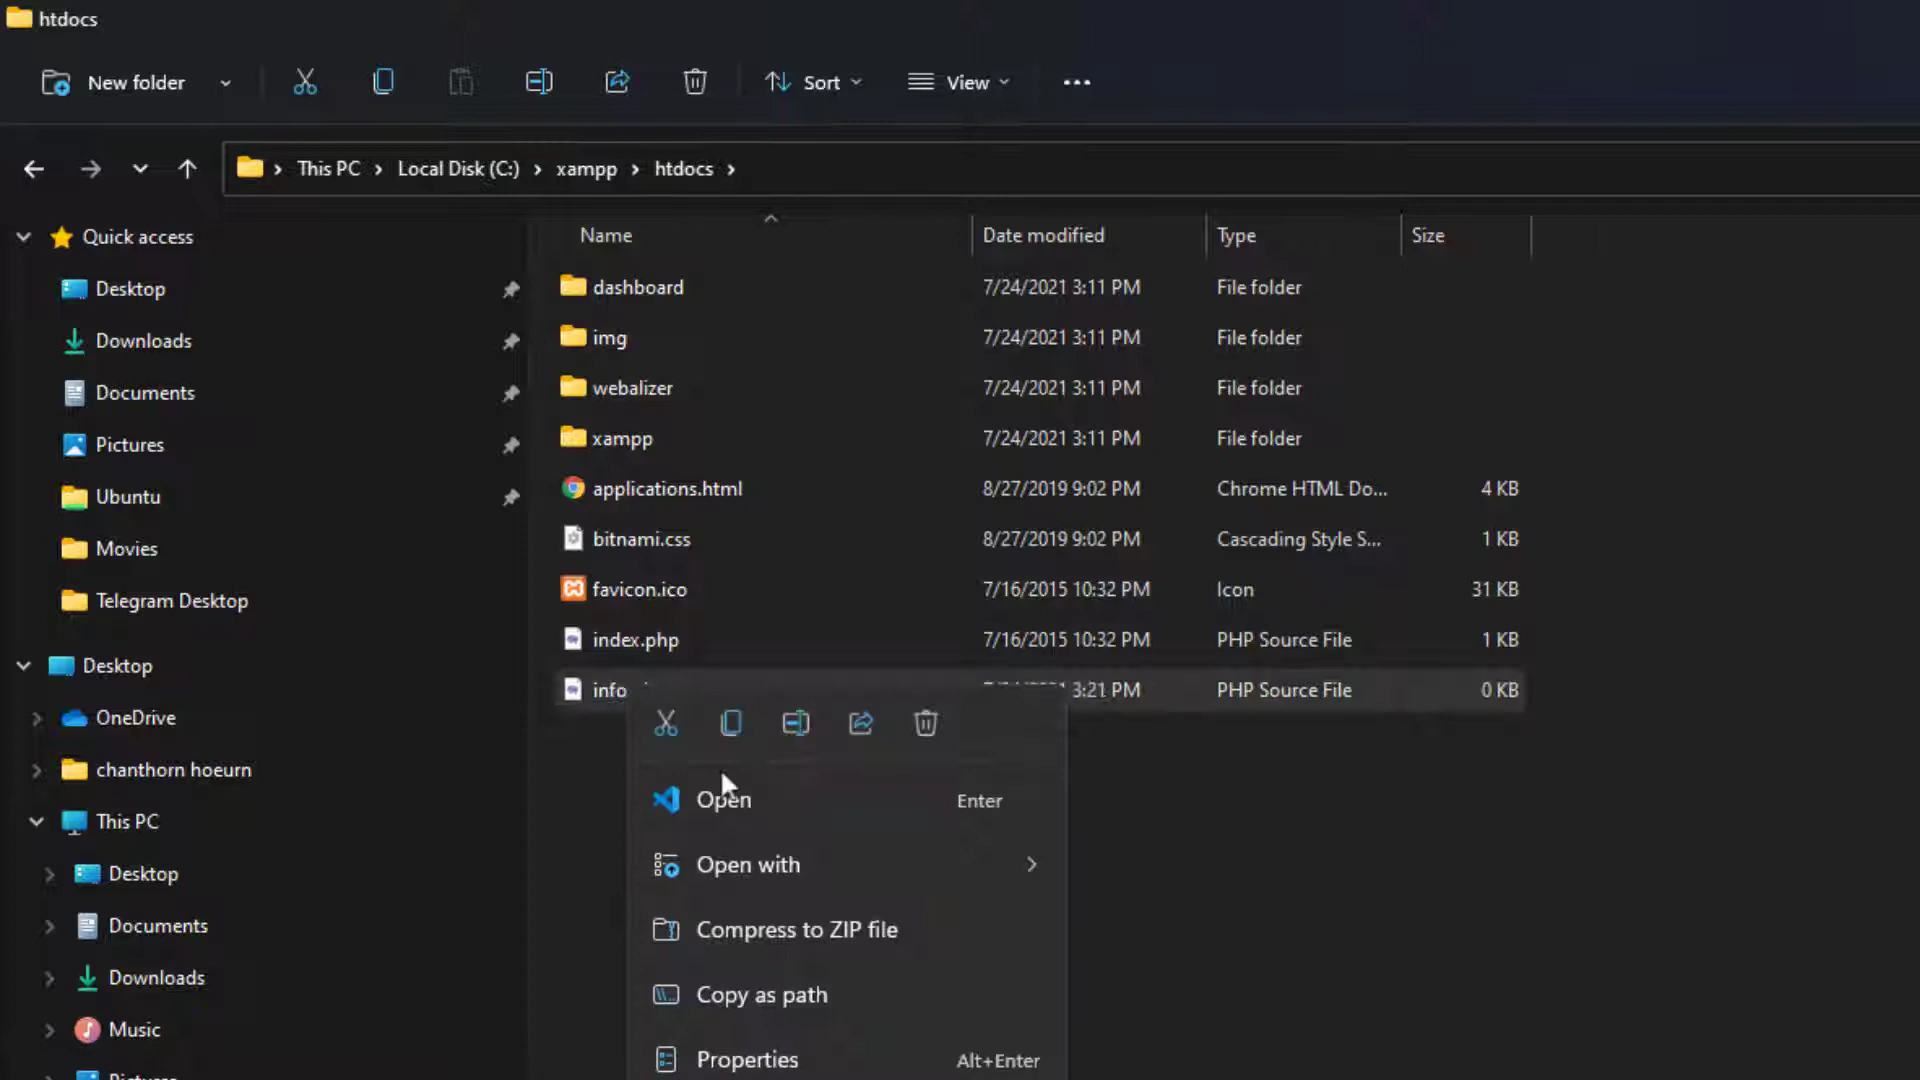 htdocs
New folder
Sort
View
This PC > Local Disk (C:) > xampp > htdocs >
Quick access
Desktop
Downloads
Documents
Pictures
Ubuntu
Movies
Telegram Desktop
Desktop
OneDrive
chanthorn hoeurn
This PC
Desktop
Documents
Downloads
Music
Name Date modified Type Size
dashboard 7/24/2021 3:11 PM File folder
img 7/24/2021 3:11 PM File folder
webalizer 7/24/2021 3:11 PM File folder
xampp 7/24/2021 3:11 PM File folder
applications.html 8/27/2019 9:02 PM Chrome HTML Do... 4 KB
bitnami.css 8/27/2019 9:02 PM Cascading Style S... 1 KB
favicon.ico 7/16/2015 10:32 PM Icon 31 KB
index.php 7/16/2015 10:32 PM PHP Source File 1 KB
info 3:21 PM PHP Source File 0 KB
Open Enter
Open with
Compress to ZIP file
Copy as path
Properties Alt+Enter